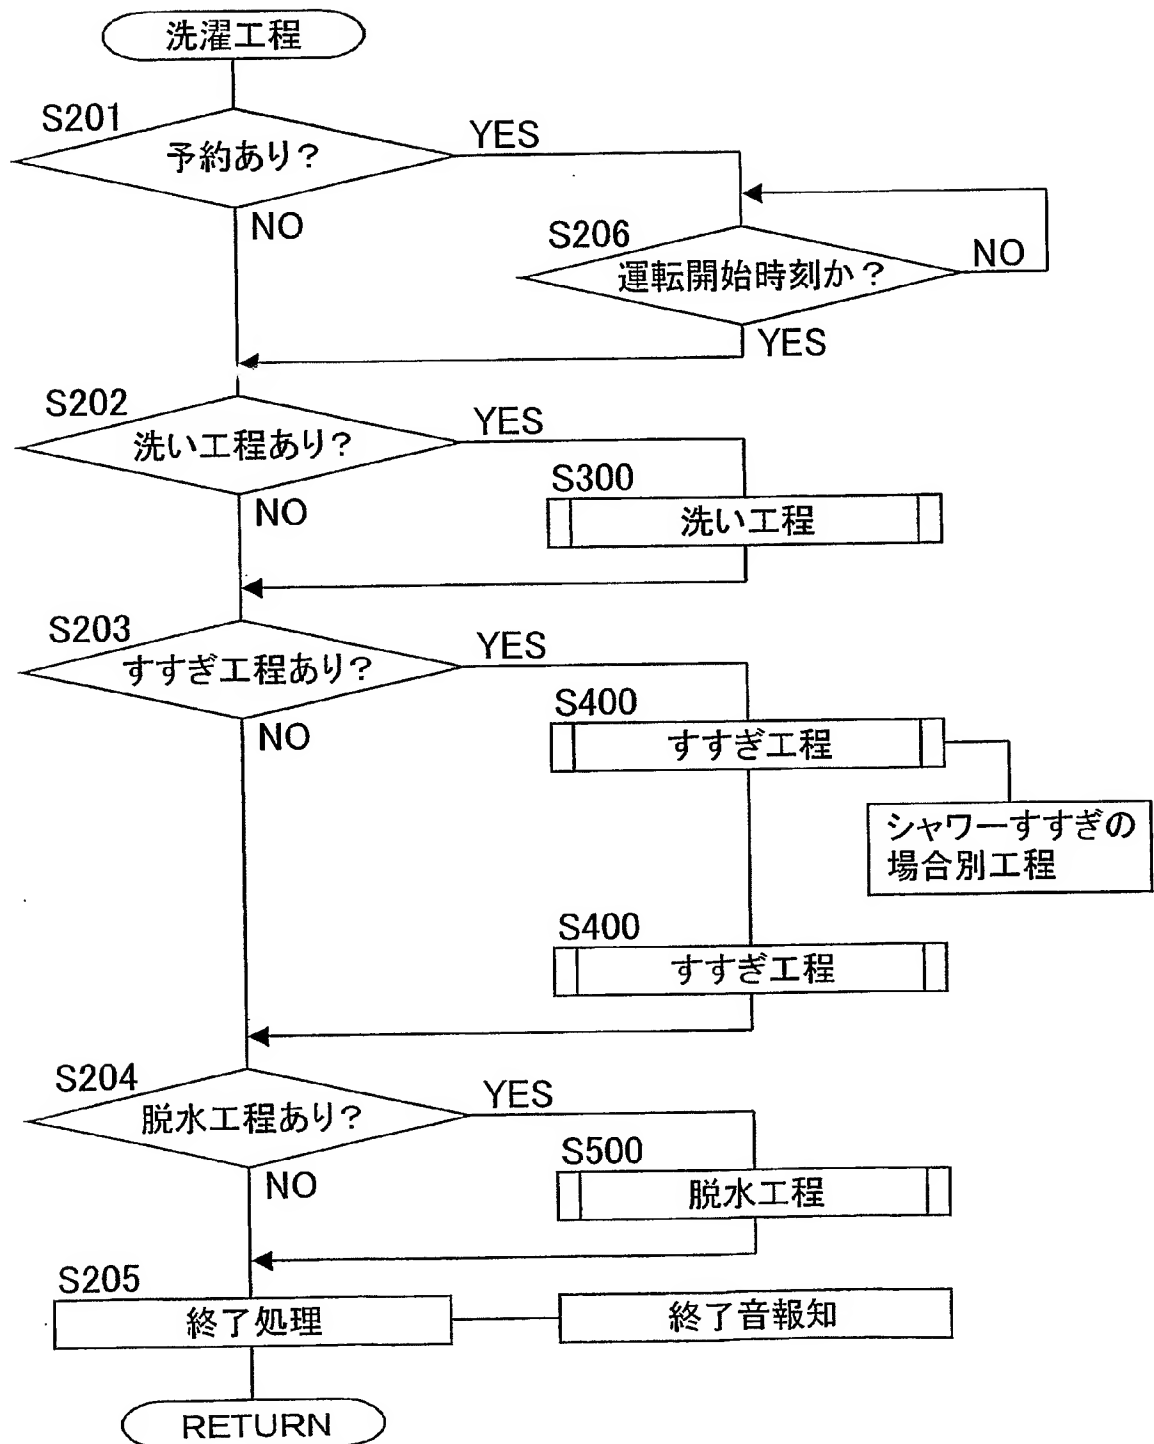 洗濯工程
S201
予約あり？
YES
NO
S206
運転開始時刻か？
NO
YES
S202
洗い工程あり？
YES
NO
S300
洗い工程
S203
すすぎ工程あり？
YES
NO
S400
すすぎ工程
シャワーすすぎの
場合別工程
S400
すすぎ工程
S204
脱水工程あり？
YES
NO
S500
脱水工程
S205
終了処理
終了音報知
RETURN